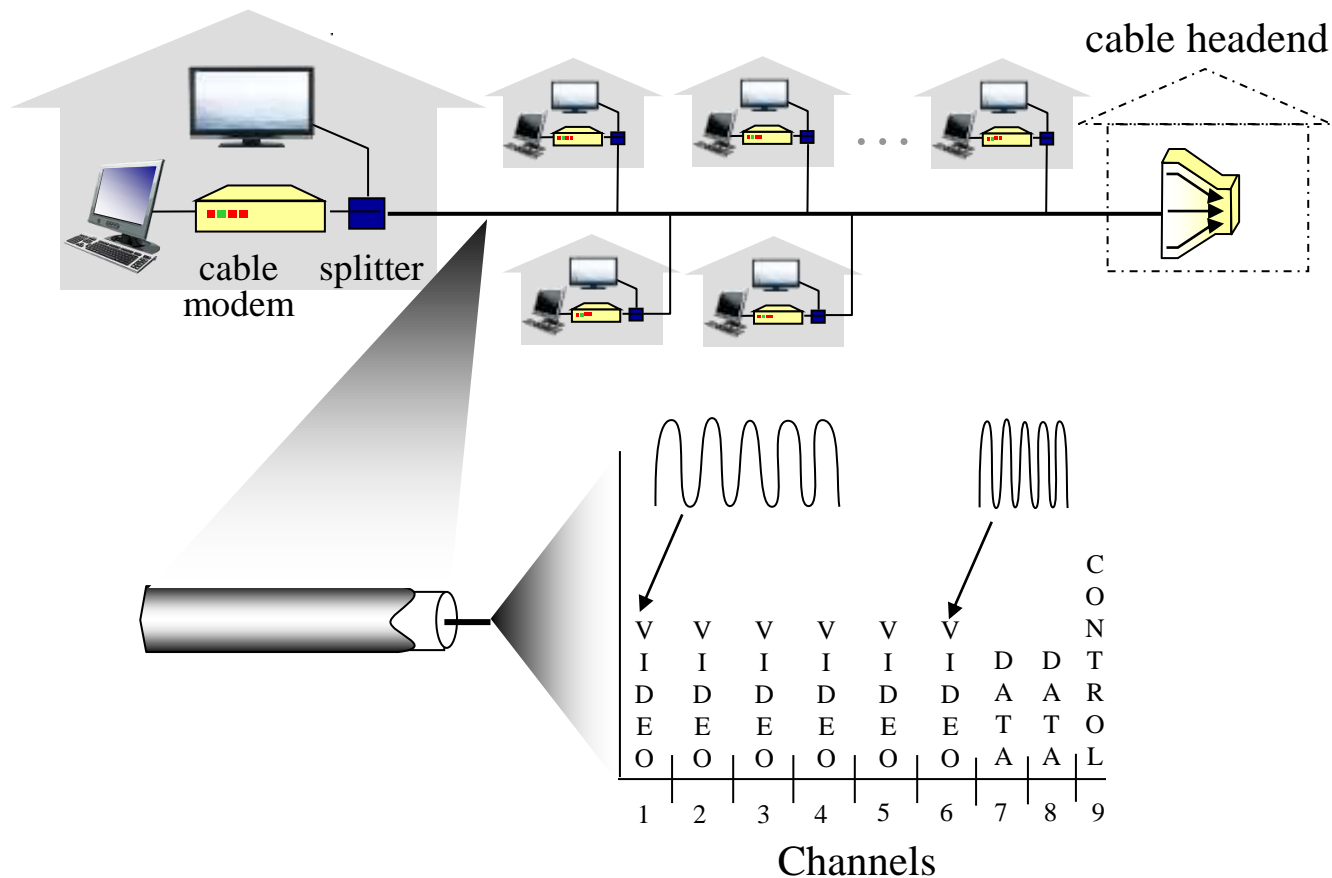 cable headend
cable
modem
splitter
VIDEO
VIDEO
VIDEO
VIDEO
VIDEO
VIDEO
DATA
DATA
CONTROL
1 2 3 4 5 6 7 8 9
Channels